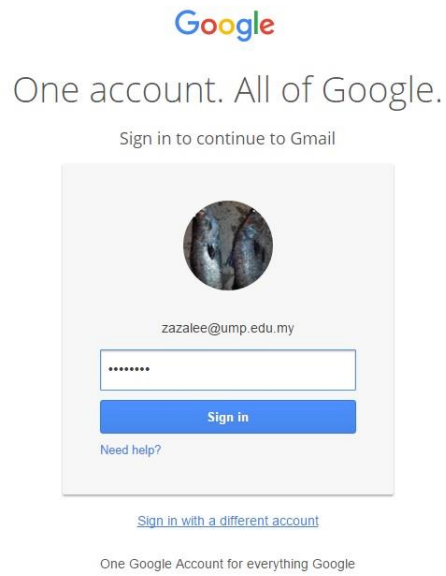 Google
One account. All of Google.
Sign in to continue to Gmail
zazalee@ump.edu.my
••••••••
Sign in
Need help?
Sign in with a different account
One Google Account for everything Google